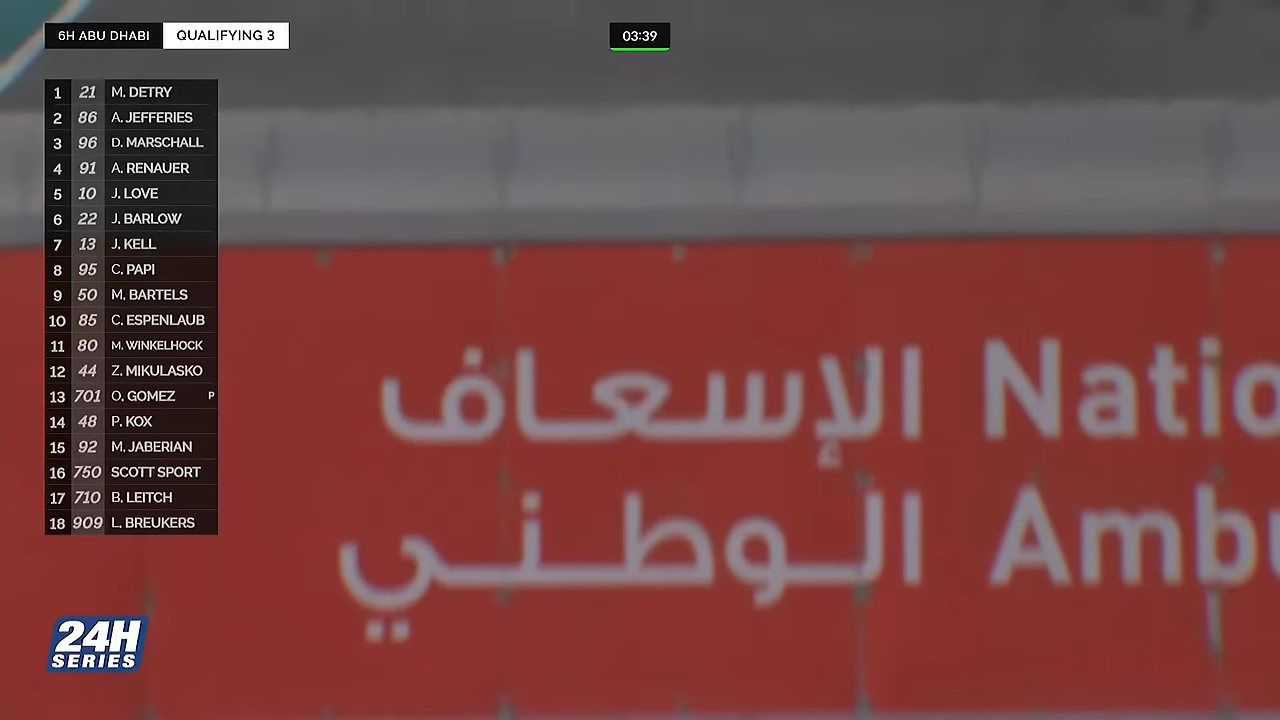 6H ABU DHABI QUALIFYING 3
03:39
1 21 M. DETRY
2 86 A. JEFFERIES
3 96 D. MARSCHALL
4 91 A. RENAUER
5 10 J. LOVE
6 22 J. BARLOW
7 13 J. KELL
8 95 C. PAPI
9 50 M. BARTELS
10 85 C. ESPENLAUB
11 80 M. WINKELHOCK
12 44 Z. MIKULASKO
13 701 O. GOMEZ P
14 48 P. KOX
15 92 M. JABERIAN
16 750 SCOTT SPORT
17 710 B. LEITCH
18 909 L. BREUKERS
الإسعاف Natio
الوطني Ambu
24H
SERIES